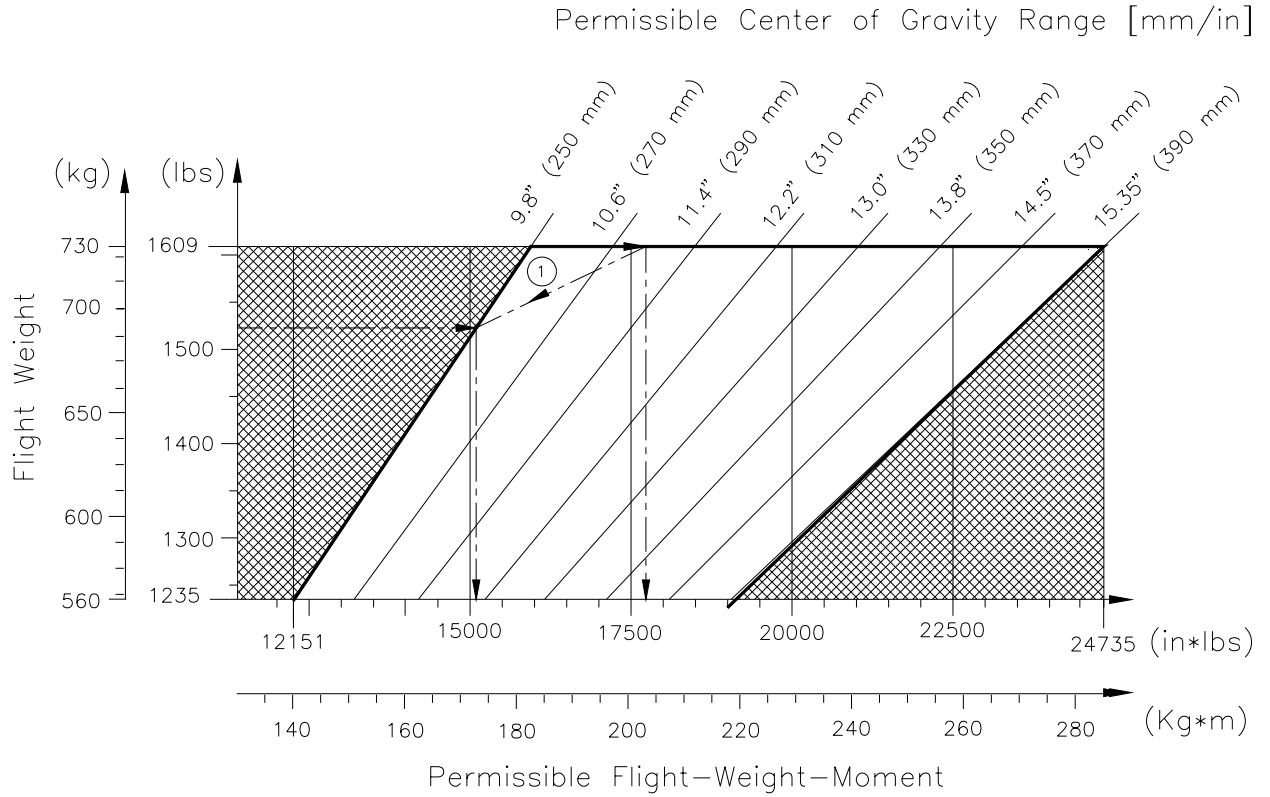 Permissible Center of Gravity Range [mm/in]
9.8” (250 mm)
10.6” (270 mm)
11.4” (290 mm)
12.2” (310 mm)
13.0” (330 mm)
13.8” (350 mm)
14.5” (370 mm)
15.35” (390 mm)
(kg)
(lbs)
730
1609
1
700
1500
650
1400
600
1300
560
1235
Flight Weight
12151
15000
17500
20000
22500
24735
(in*lbs)
140
160
180
200
220
240
260
280
(Kg*m)
Permissible Flight-Weight-Moment